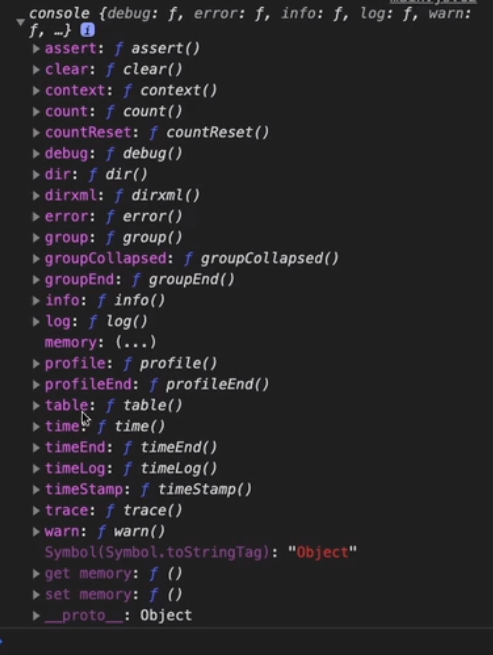 console {debug: ƒ, error: ƒ, info: ƒ, log: ƒ, warn:
ƒ, …} i
assert: ƒ assert()
clear: ƒ clear()
context: ƒ context()
count: ƒ count()
countReset: ƒ countReset()
debug: ƒ debug()
dir: ƒ dir()
dirxml: ƒ dirxml()
error: ƒ error()
group: ƒ group()
groupCollapsed: ƒ groupCollapsed()
groupEnd: ƒ groupEnd()
info: ƒ info()
log: ƒ log()
memory: (...)
profile: ƒ profile()
profileEnd: ƒ profileEnd()
table: ƒ table()
time: ƒ time()
timeEnd: ƒ timeEnd()
timeLog: ƒ timeLog()
timeStamp: ƒ timeStamp()
trace: ƒ trace()
warn: ƒ warn()
Symbol(Symbol.toStringTag): "Object"
get memory: ƒ ()
set memory: ƒ ()
__proto__: Object